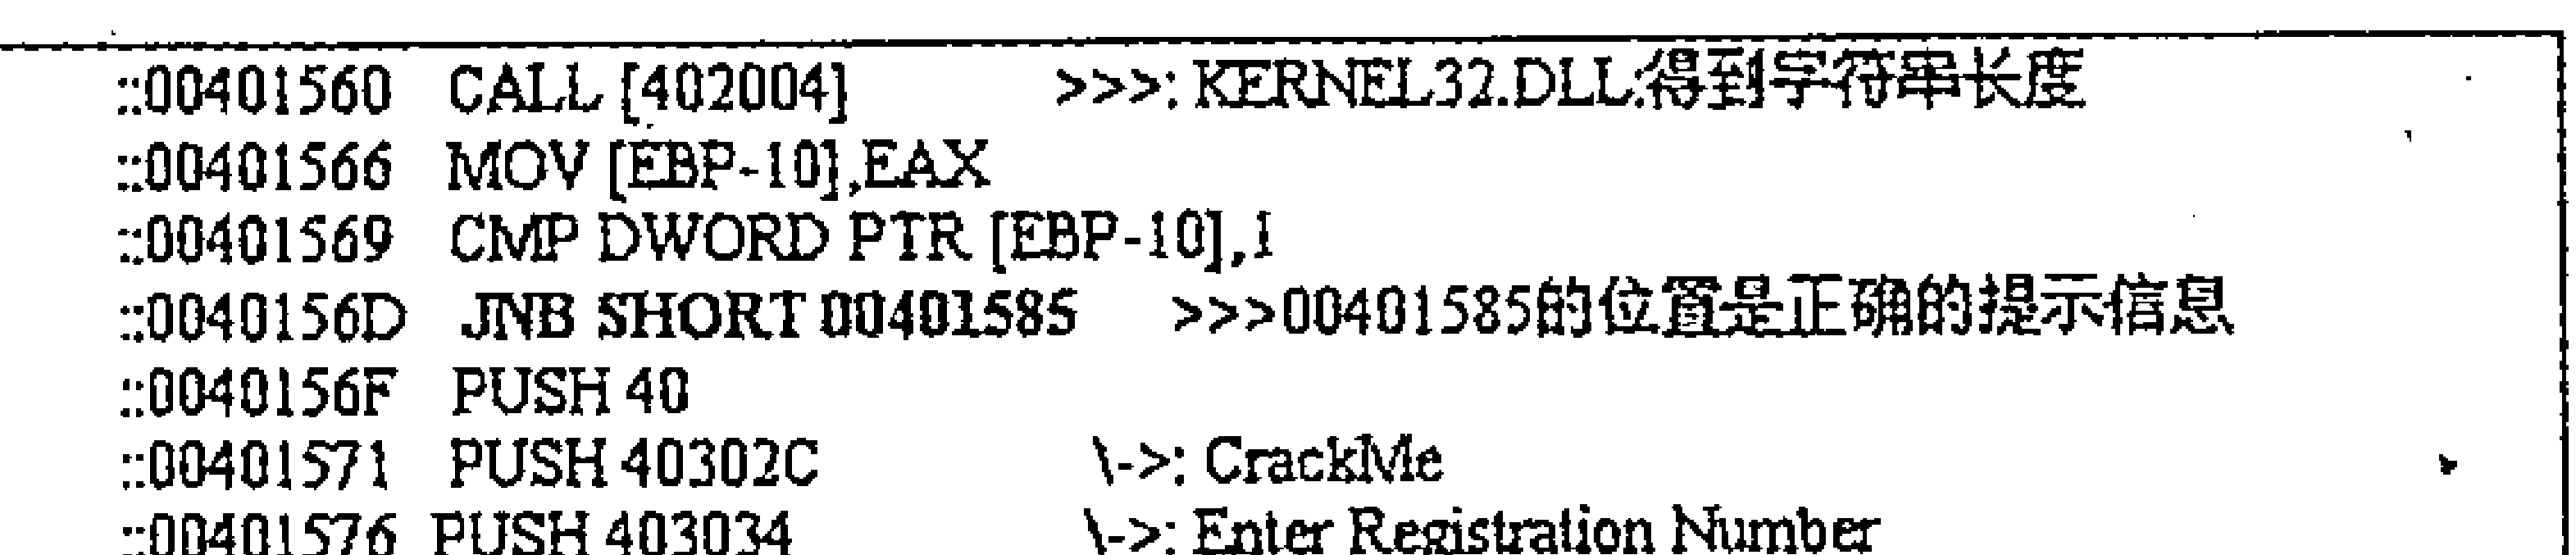 ::00401560 CALL [402004] >>>: KERNEL32.DLL:得到字符串长度
::00401566 MOV [EBP-10],EAX
::00401569 CMP DWORD PTR [EBP-10],1
::0040156D JNB SHORT 00401585 >>>00401585的位置是正确的提示信息
::0040156F PUSH 40
::00401571 PUSH 40302C \->: CrackMe
::00401576 PUSH 403034 \->: Enter Registration Number